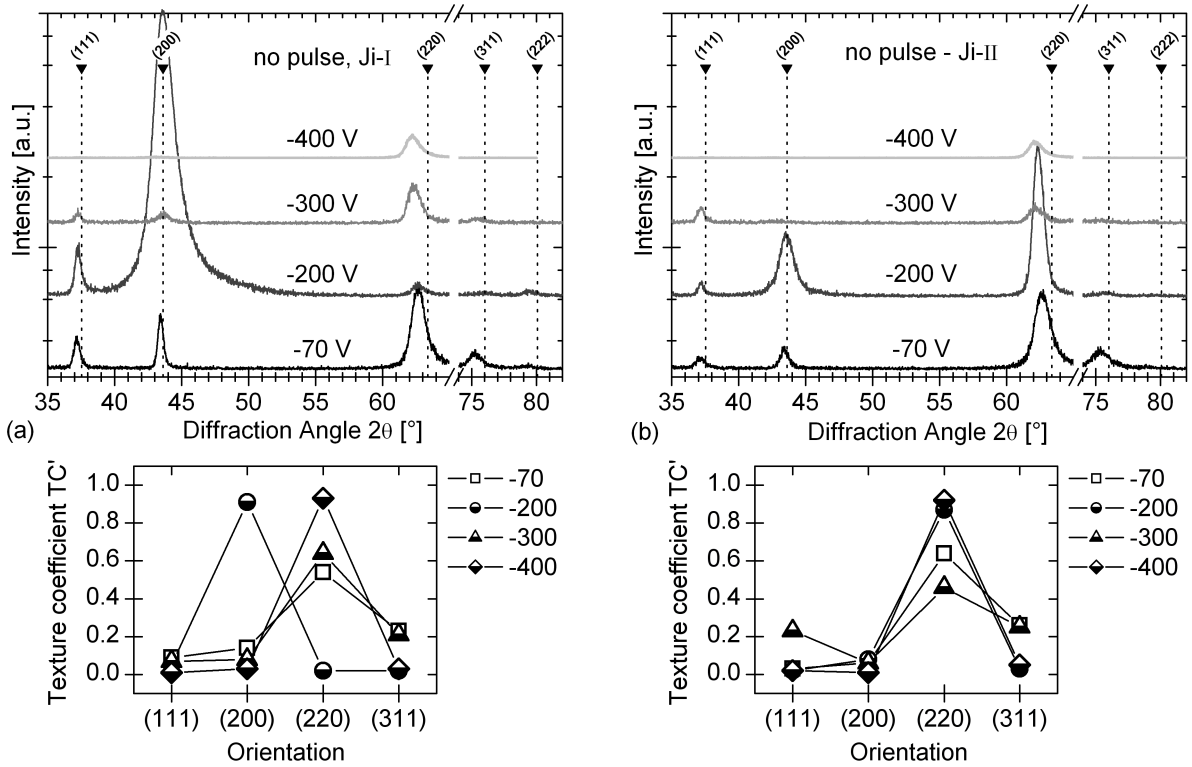 (111)
(200)
(220)
(311)
(222)
no pulse, Ji-I
-400 V
-300 V
-200 V
-70 V
Intensity [a.u.]
35 40 45 50 55 60 75 80
(a)
Diffraction Angle 2θ [°]
(111)
(200)
(220)
(311)
(222)
no pulse - Ji-II
-400 V
-300 V
-200 V
-70 V
Intensity [a.u.]
35 40 45 50 55 60 75 80
(b)
Diffraction Angle 2θ [°]
Texture coefficient TC'
1.0
0.8
0.6
0.4
0.2
0.0
(111) (200) (220) (311)
Orientation
-70
-200
-300
-400
Texture coefficient TC'
1.0
0.8
0.6
0.4
0.2
0.0
(111) (200) (220) (311)
Orientation
-70
-200
-300
-400